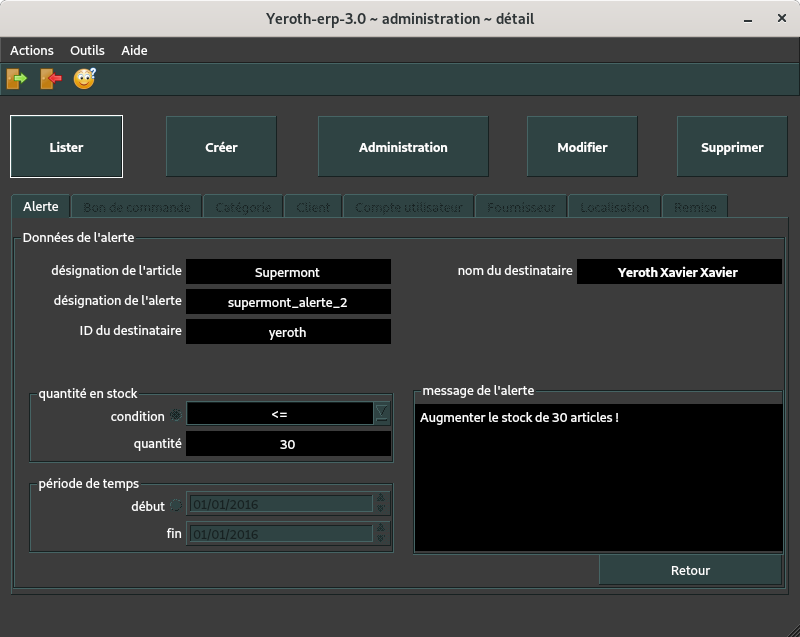 Yeroth-erp-3.0 ~ administration ~ détail
Actions Outils Aide
Lister Créer Administration Modifier Supprimer
Alerte Bon de commande Catégorie Client Compte utilisateur Fournisseur Localisation Remise
Données de l'alerte
désignation de l'article Supermont nom du destinataire Yeroth Xavier Xavier
désignation de l'alerte supermont_alerte_2
ID du destinataire yeroth
quantité en stock
condition <=
quantité 30
message de l'alerte
Augmenter le stock de 30 articles !
période de temps
début 01/01/2016
fin 01/01/2016
Retour